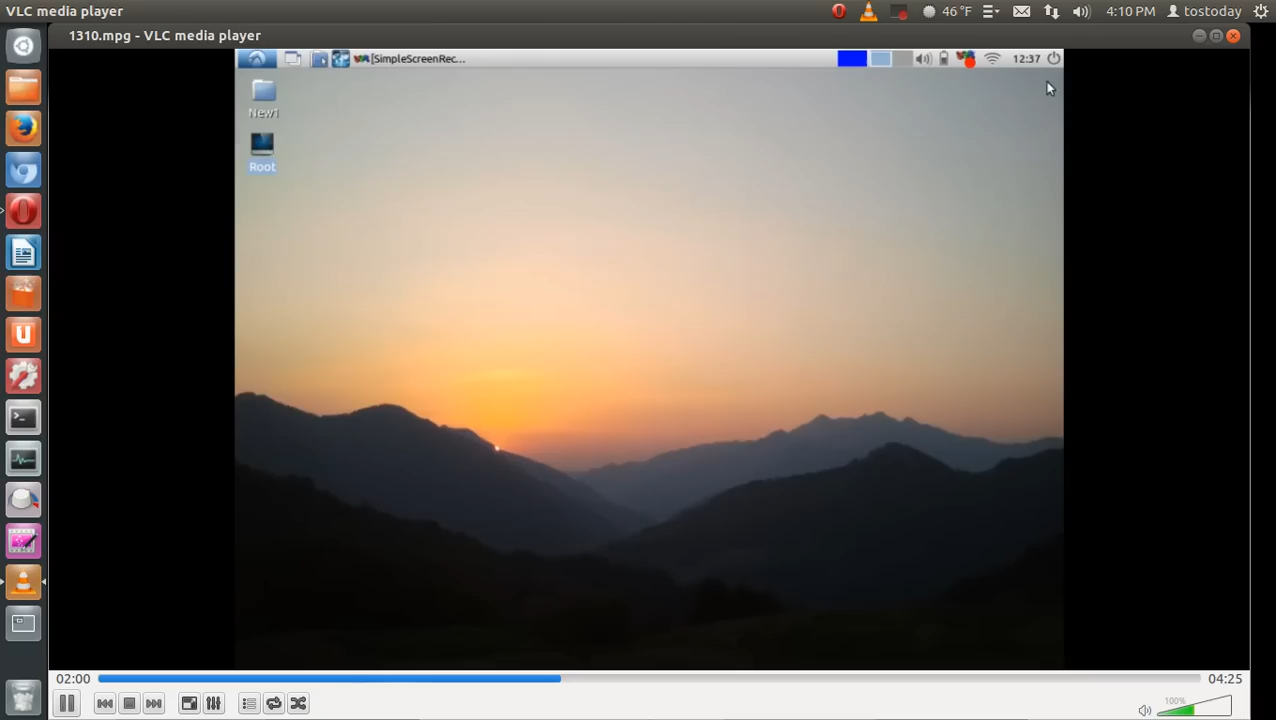 VLC media player
46 °F
4:10 PM
tostoday
1310.mpg - VLC media player
[SimpleScreenRec...
12:37
New1
Root
02:00
04:25
100%